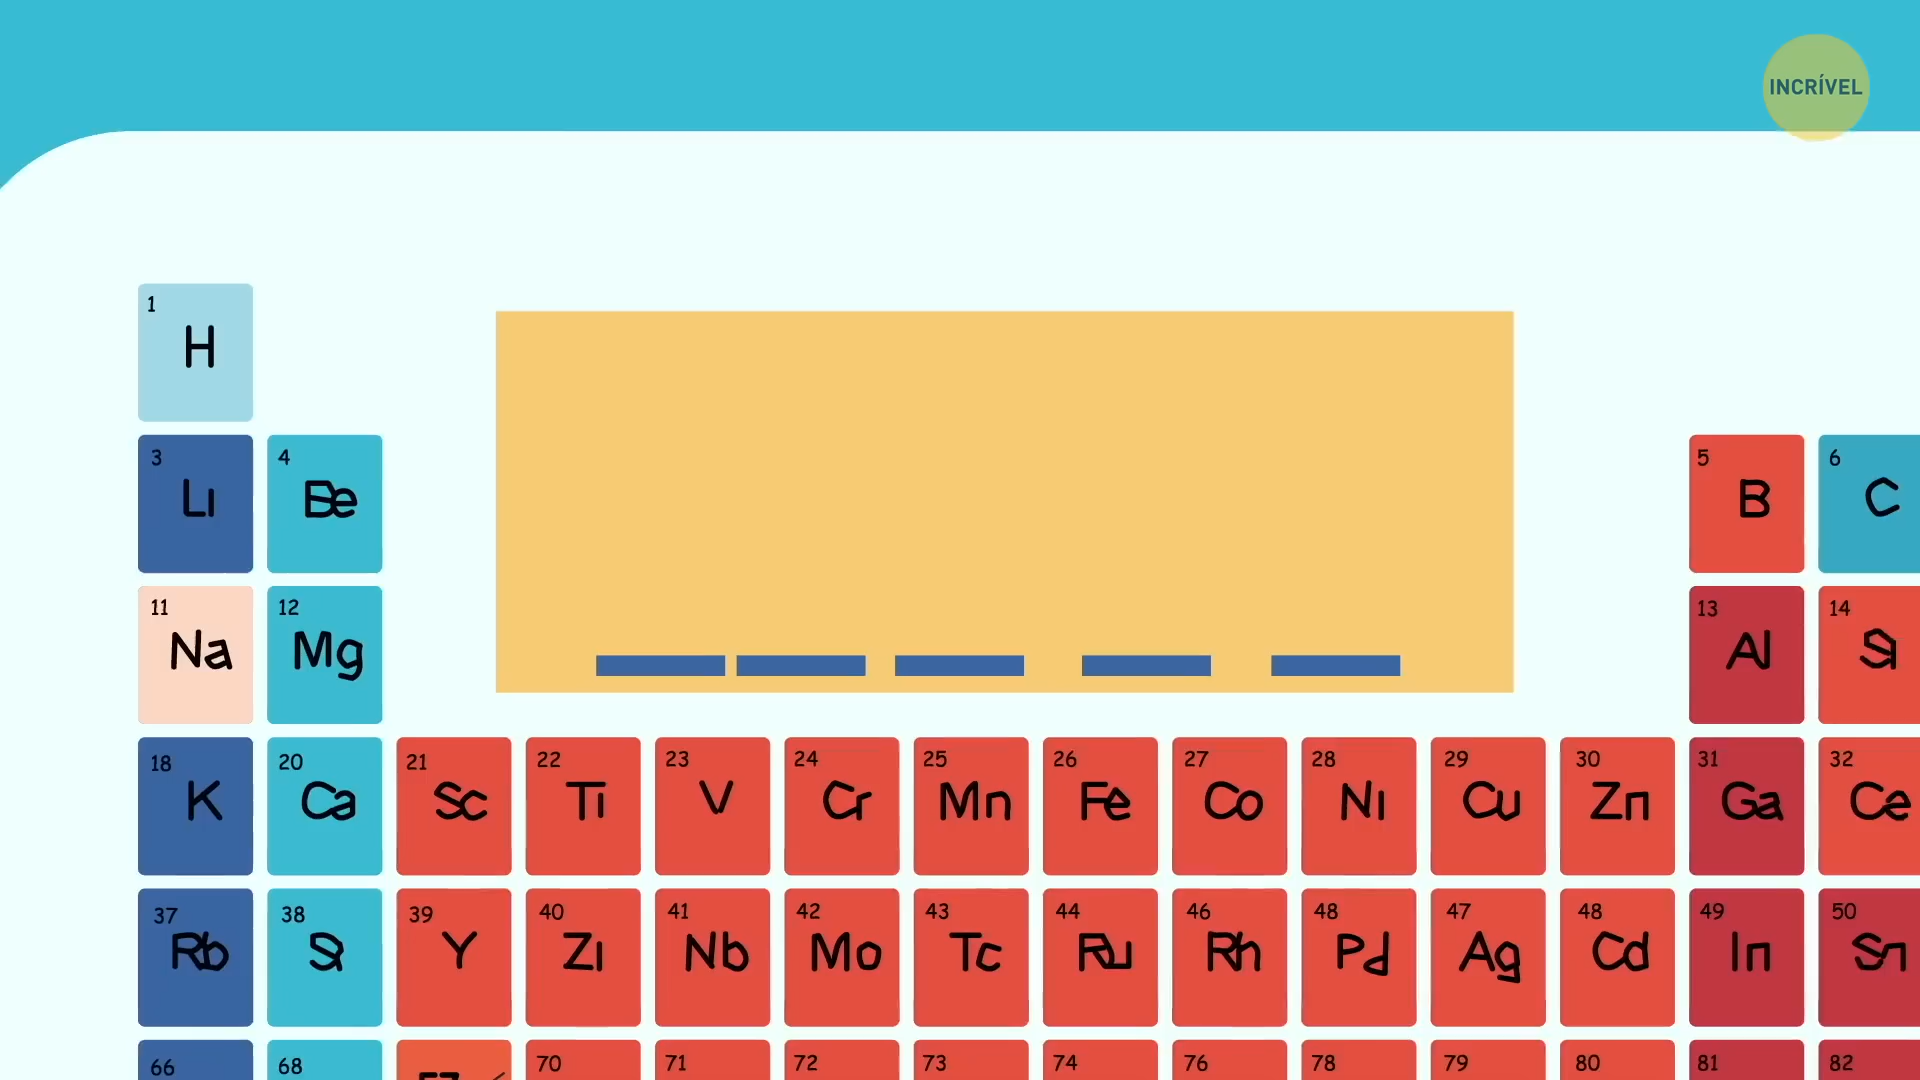 INCRÍVEL
1
H
3 4 5 6
Li Be B C
11 12 13 14
Na Mg Al Si
18 20 21 22 23 24 25 26 27 28 29 30 31 32
K Ca Sc Ti V Cr Mn Fe Co Ni Cu Zn Ga Ce
37 38 39 40 41 42 43 44 46 48 47 48 49 50
Rb Y Nb Mo Tc Ru Rh Pd Ag Cd In Sn
66 68 70 71 72 73 74 76 78 79 80 81 82